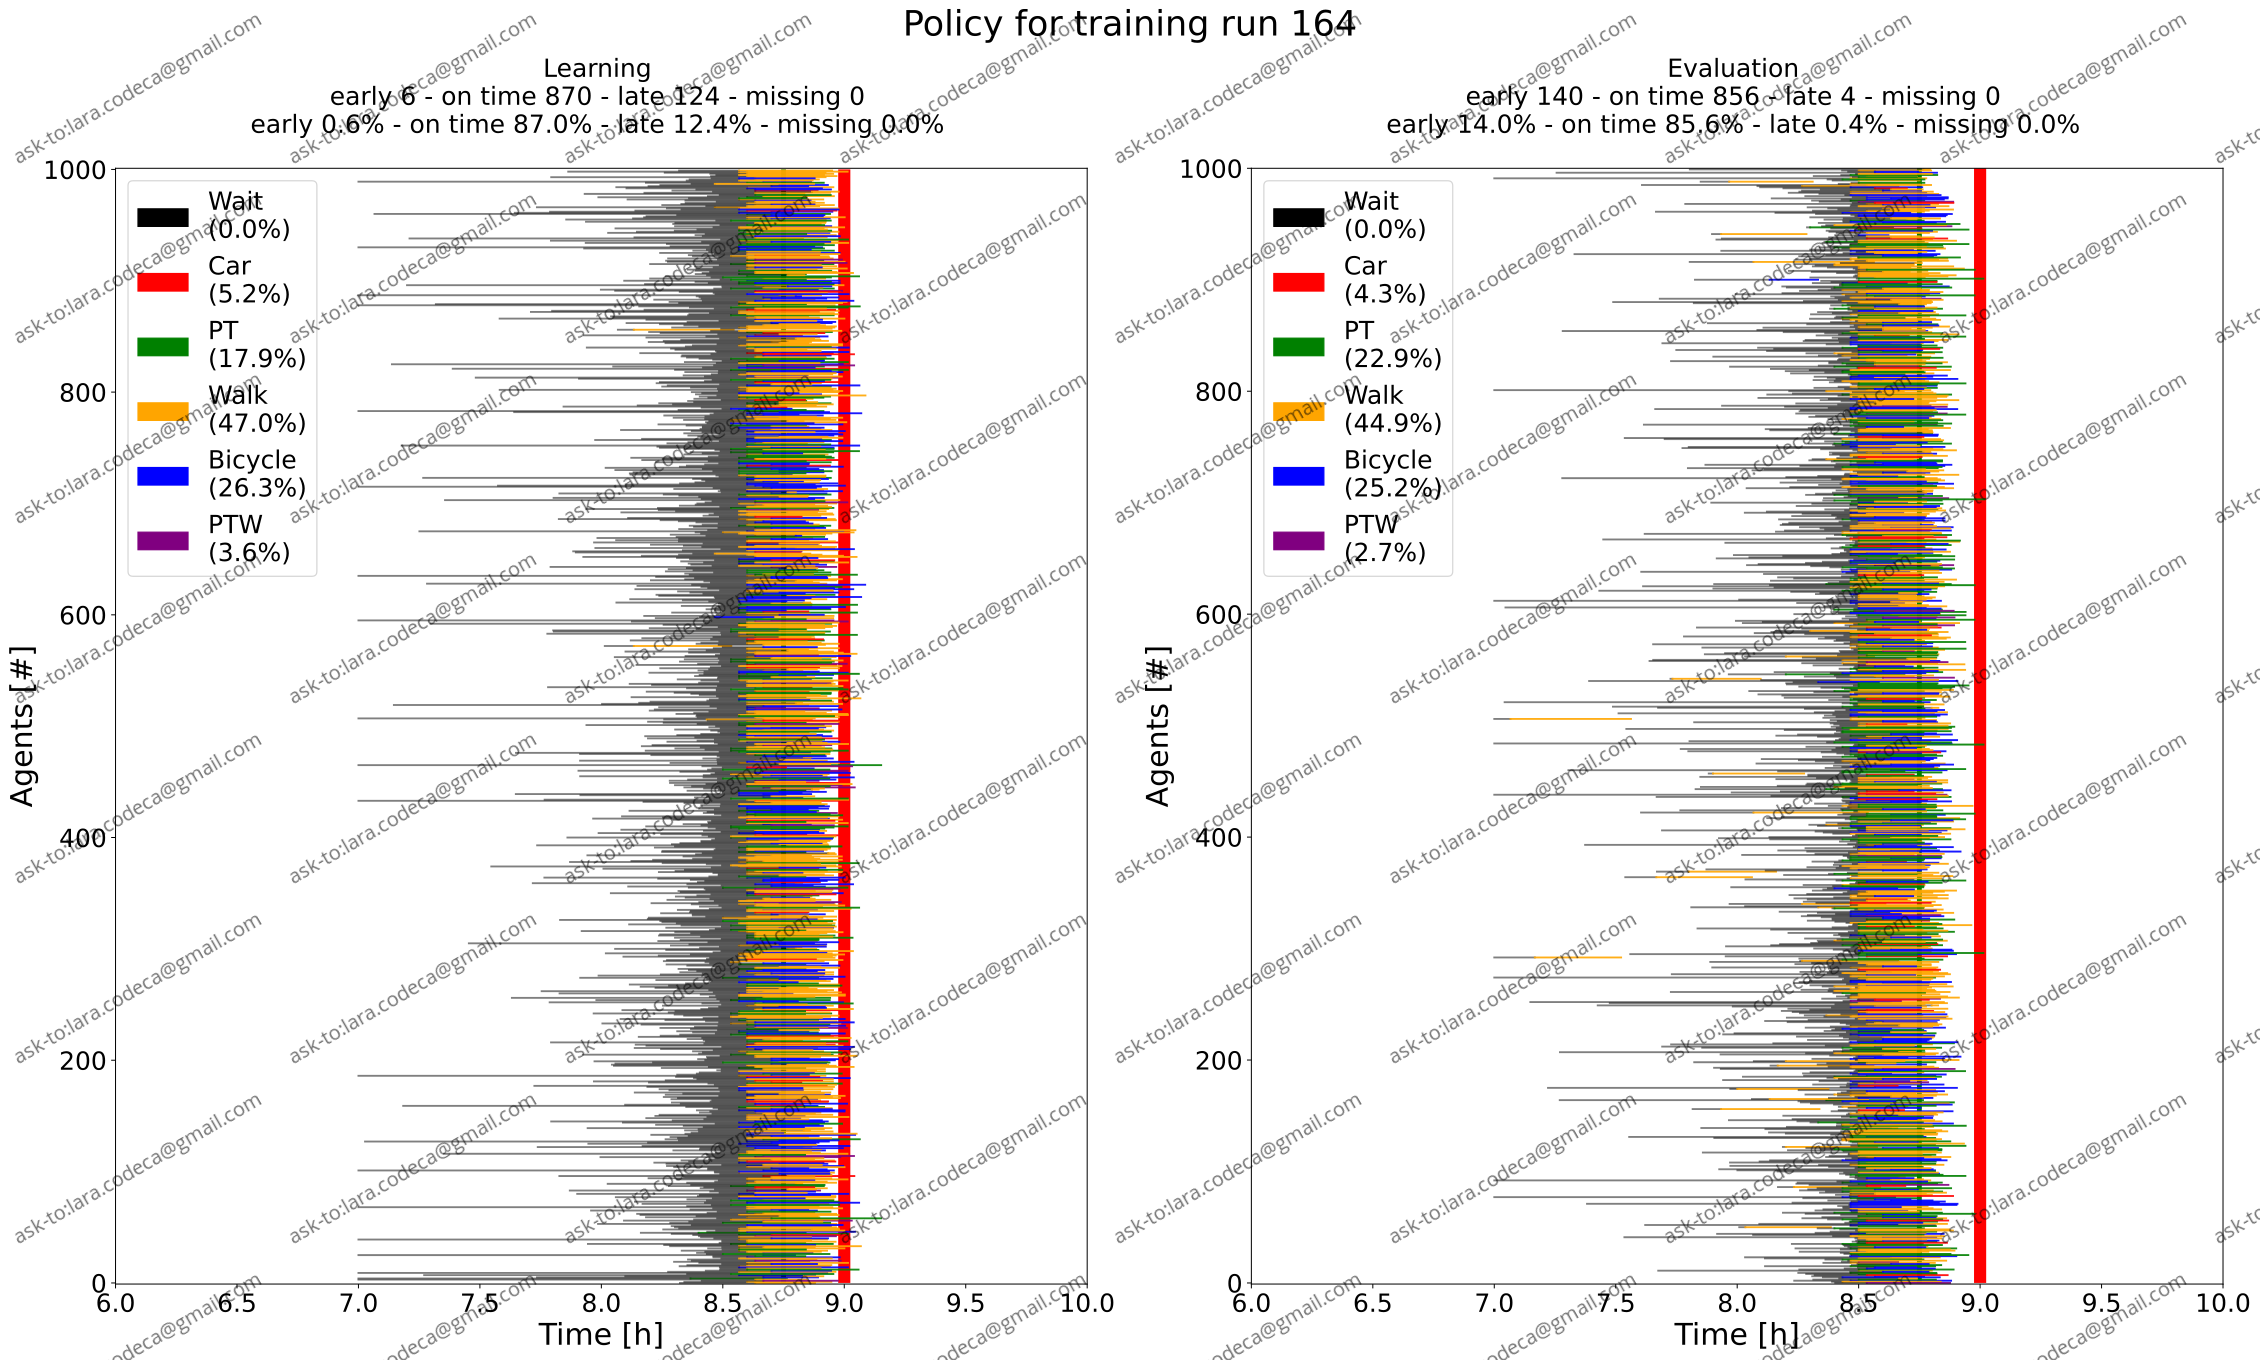 Policy for training run 164
Learning
early 6 - on time 870 - late 124 - missing 0
early 0.6% - on time 87.0% - late 12.4% - missing 0.0%
Agents [#]
1000
800
600
400
200
0
Wait
(0.0%)
Car
(5.2%)
PT
(17.9%)
Walk
(47.0%)
Bicycle
(26.3%)
PTW
(3.6%)
6.0 6.5 7.0 7.5 8.0 8.5 9.0 9.5 10.0
Time [h]
Evaluation
early 140 - on time 856 - late 4 - missing 0
early 14.0% - on time 85.6% - late 0.4% - missing 0.0%
Agents [#]
1000
800
600
400
200
0
Wait
(0.0%)
Car
(4.3%)
PT
(22.9%)
Walk
(44.9%)
Bicycle
(25.2%)
PTW
(2.7%)
6.0 6.5 7.0 7.5 8.0 8.5 9.0 9.5 10.0
Time [h]
ask-to:lara.codeca@gmail.com